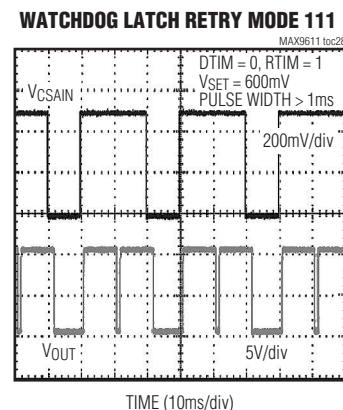 WATCHDOG LATCH RETRY MODE 111
MAX9611 toc28
DTIM = 0, RTIM = 1
VSET = 600mV
PULSE WIDTH > 1ms
VCSAIN
200mV/div
VOUT
5V/div
TIME (10ms/div)